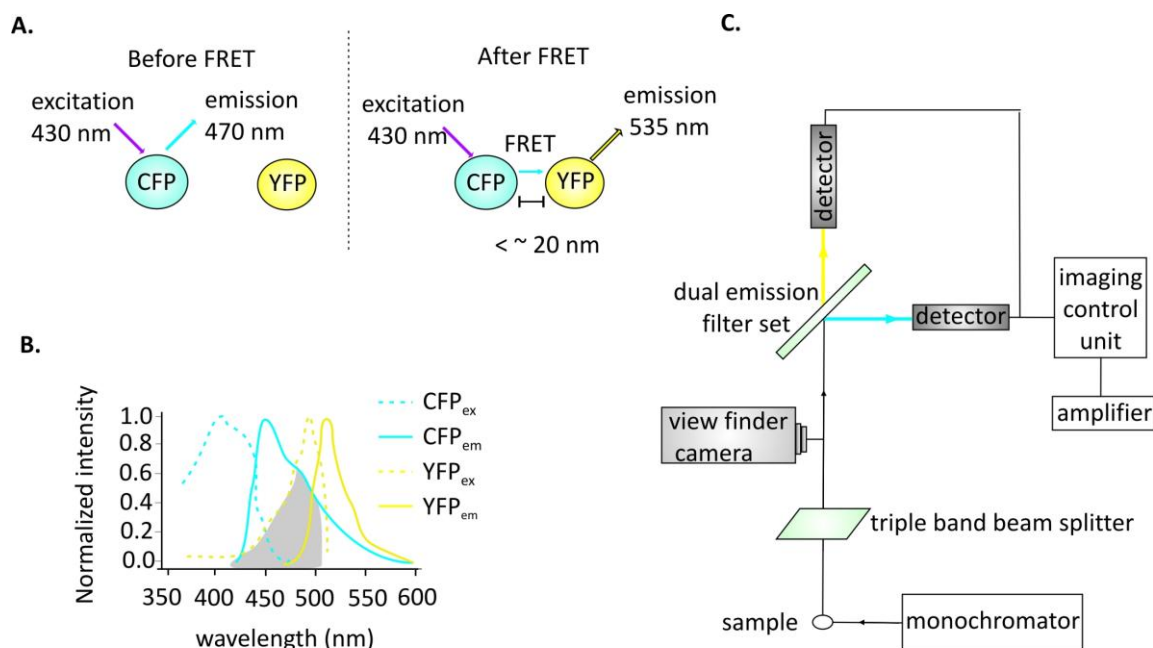 A.
Before FRET
After FRET
excitation
430 nm
emission
470 nm
CFP
YFP
excitation
430 nm
FRET
emission
535 nm
CFP
YFP
< ~ 20 nm
B.
Normalized intensity
1.0
0.8
0.6
0.4
0.2
0.0
350 400 450 500 550 600
wavelength (nm)
CFPex
CFPem
YFPex
YFPem
C.
detector
dual emission
filter set
detector
imaging
control
unit
amplifier
view finder
camera
triple band beam splitter
sample
monochromator